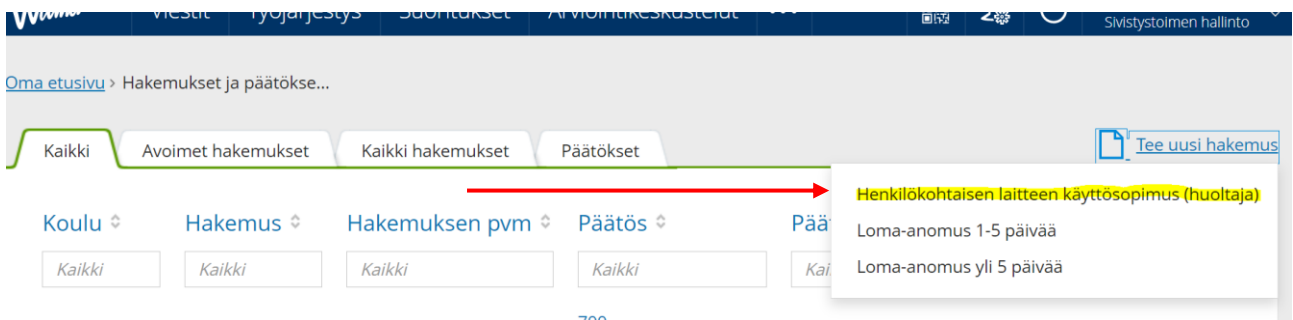 Wilma Viestit Työjärjestys Suoritukset Arviointikeskustelut
Sivistystoimen hallinto
Oma etusivu > Hakemukset ja päätökse...
Kaikki Avoimet hakemukset Kaikki hakemukset Päätökset Tee uusi hakemus
Henkilökohtaisen laitteen käyttösopimus (huoltaja)
Loma-anomus 1-5 päivää
Loma-anomus yli 5 päivää
Koulu Hakemus Hakemuksen pvm Päätös
Kaikki Kaikki Kaikki Kaikki